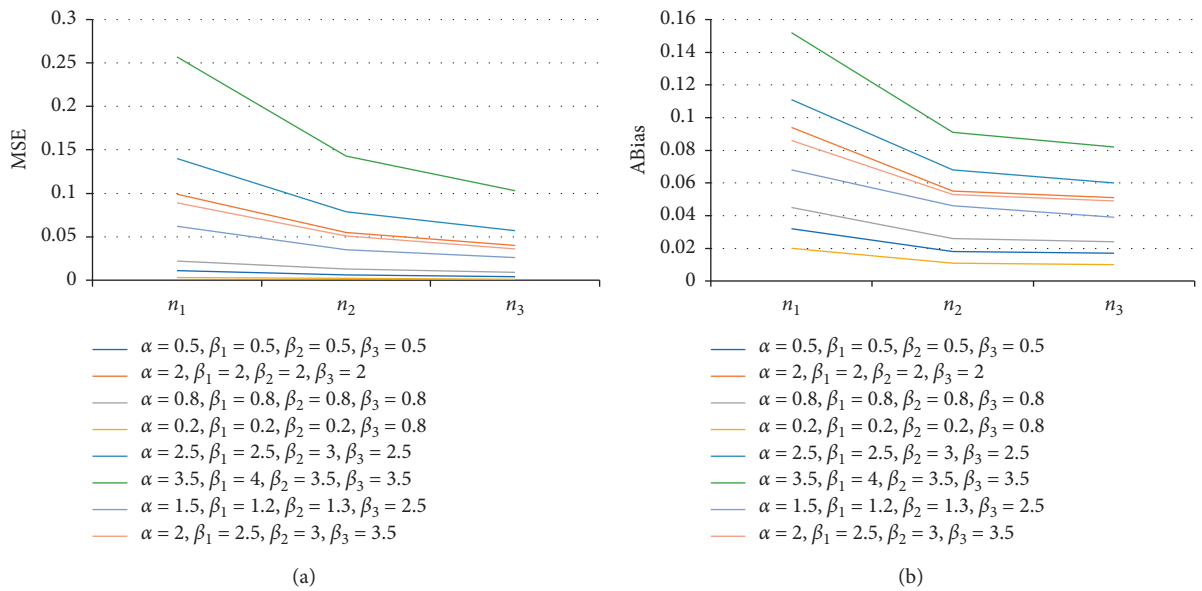 0.3
0.25
0.2
0.15
0.1
0.05
0
MSE
n₁ n₂ n₃
α = 0.5, β₁ = 0.5, β₂ = 0.5, β₃ = 0.5
α = 2, β₁ = 2, β₂ = 2, β₃ = 2
α = 0.8, β₁ = 0.8, β₂ = 0.8, β₃ = 0.8
α = 0.2, β₁ = 0.2, β₂ = 0.2, β₃ = 0.8
α = 2.5, β₁ = 2.5, β₂ = 3, β₃ = 2.5
α = 3.5, β₁ = 4, β₂ = 3.5, β₃ = 3.5
α = 1.5, β₁ = 1.2, β₂ = 1.3, β₃ = 2.5
α = 2, β₁ = 2.5, β₂ = 3, β₃ = 3.5
(a)
0.16
0.14
0.12
0.1
0.08
0.06
0.04
0.02
0
ABias
n₁ n₂ n₃
α = 0.5, β₁ = 0.5, β₂ = 0.5, β₃ = 0.5
α = 2, β₁ = 2, β₂ = 2, β₃ = 2
α = 0.8, β₁ = 0.8, β₂ = 0.8, β₃ = 0.8
α = 0.2, β₁ = 0.2, β₂ = 0.2, β₃ = 0.8
α = 2.5, β₁ = 2.5, β₂ = 3, β₃ = 2.5
α = 3.5, β₁ = 4, β₂ = 3.5, β₃ = 3.5
α = 1.5, β₁ = 1.2, β₂ = 1.3, β₃ = 2.5
α = 2, β₁ = 2.5, β₂ = 3, β₃ = 3.5
(b)